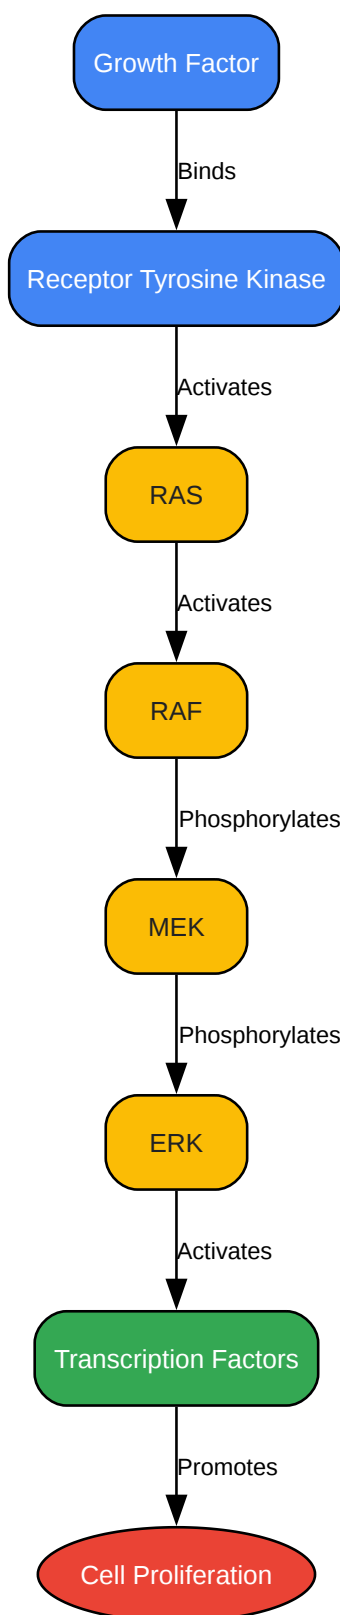 Growth Factor
Binds
Receptor Tyrosine Kinase
Activates
RAS
Activates
RAF
Phosphorylates
MEK
Phosphorylates
ERK
Activates
Transcription Factors
Promotes
Cell Proliferation